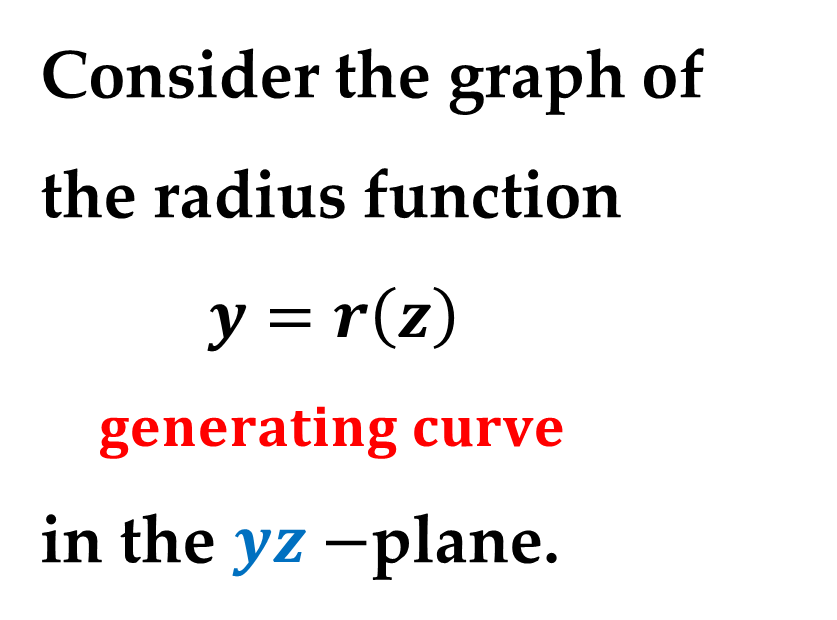 Consider the graph of
the radius function
y = r(z)
generating curve
in the yz −plane.